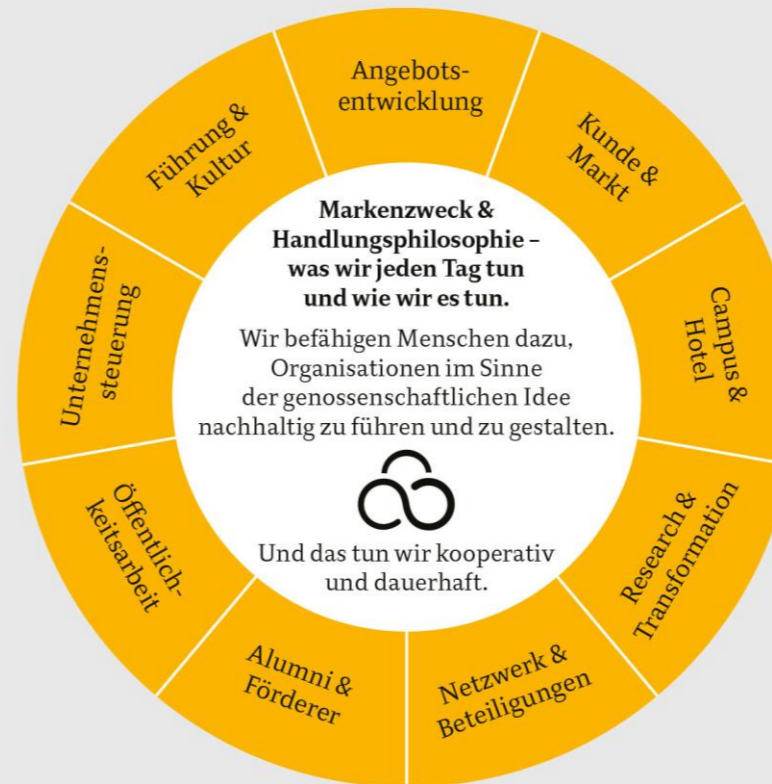 Angebots-
entwicklung
Kunde &
Markt
Campus &
Hotel
Research &
Transformation
Netzwerk &
Beteiligungen
Alumni &
Förderer
Öffentlich-
keitsarbeit
Unternehmens-
steuerung
Führung &
Kultur
Markenzweck &
Handlungsphilosophie –
was wir jeden Tag tun
und wie wir es tun.
Wir befähigen Menschen dazu,
Organisationen im Sinne
der genossenschaftlichen Idee
nachhaltig zu führen und zu gestalten.
Und das tun wir kooperativ
und dauerhaft.